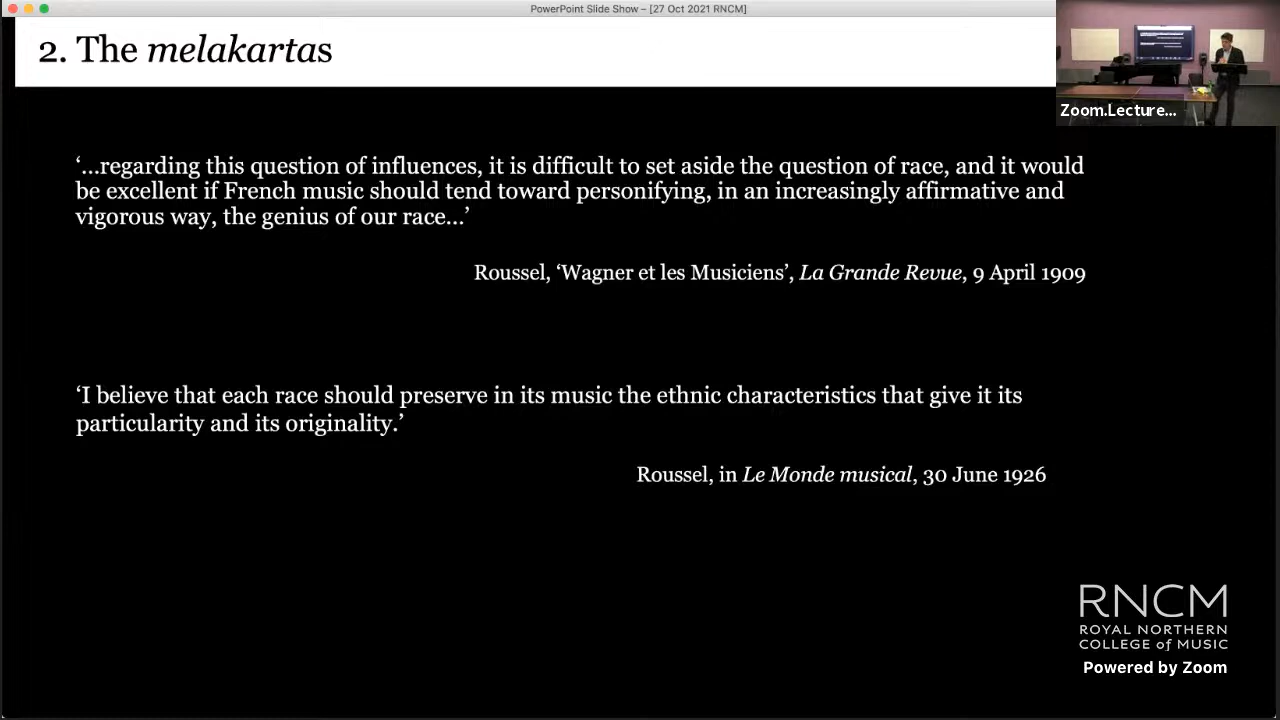 PowerPoint Slide Show – [27 Oct 2021 RNCM]
2. The melakartas
Zoom.Lecture...
‘...regarding this question of influences, it is difficult to set aside the question of race, and it would
be excellent if French music should tend toward personifying, in an increasingly affirmative and
vigorous way, the genius of our race...’
Roussel, ‘Wagner et les Musiciens’, La Grande Revue, 9 April 1909
‘I believe that each race should preserve in its music the ethnic characteristics that give it its
particularity and its originality.’
Roussel, in Le Monde musical, 30 June 1926
RNCM
ROYAL NORTHERN
COLLEGE of MUSIC
Powered by Zoom